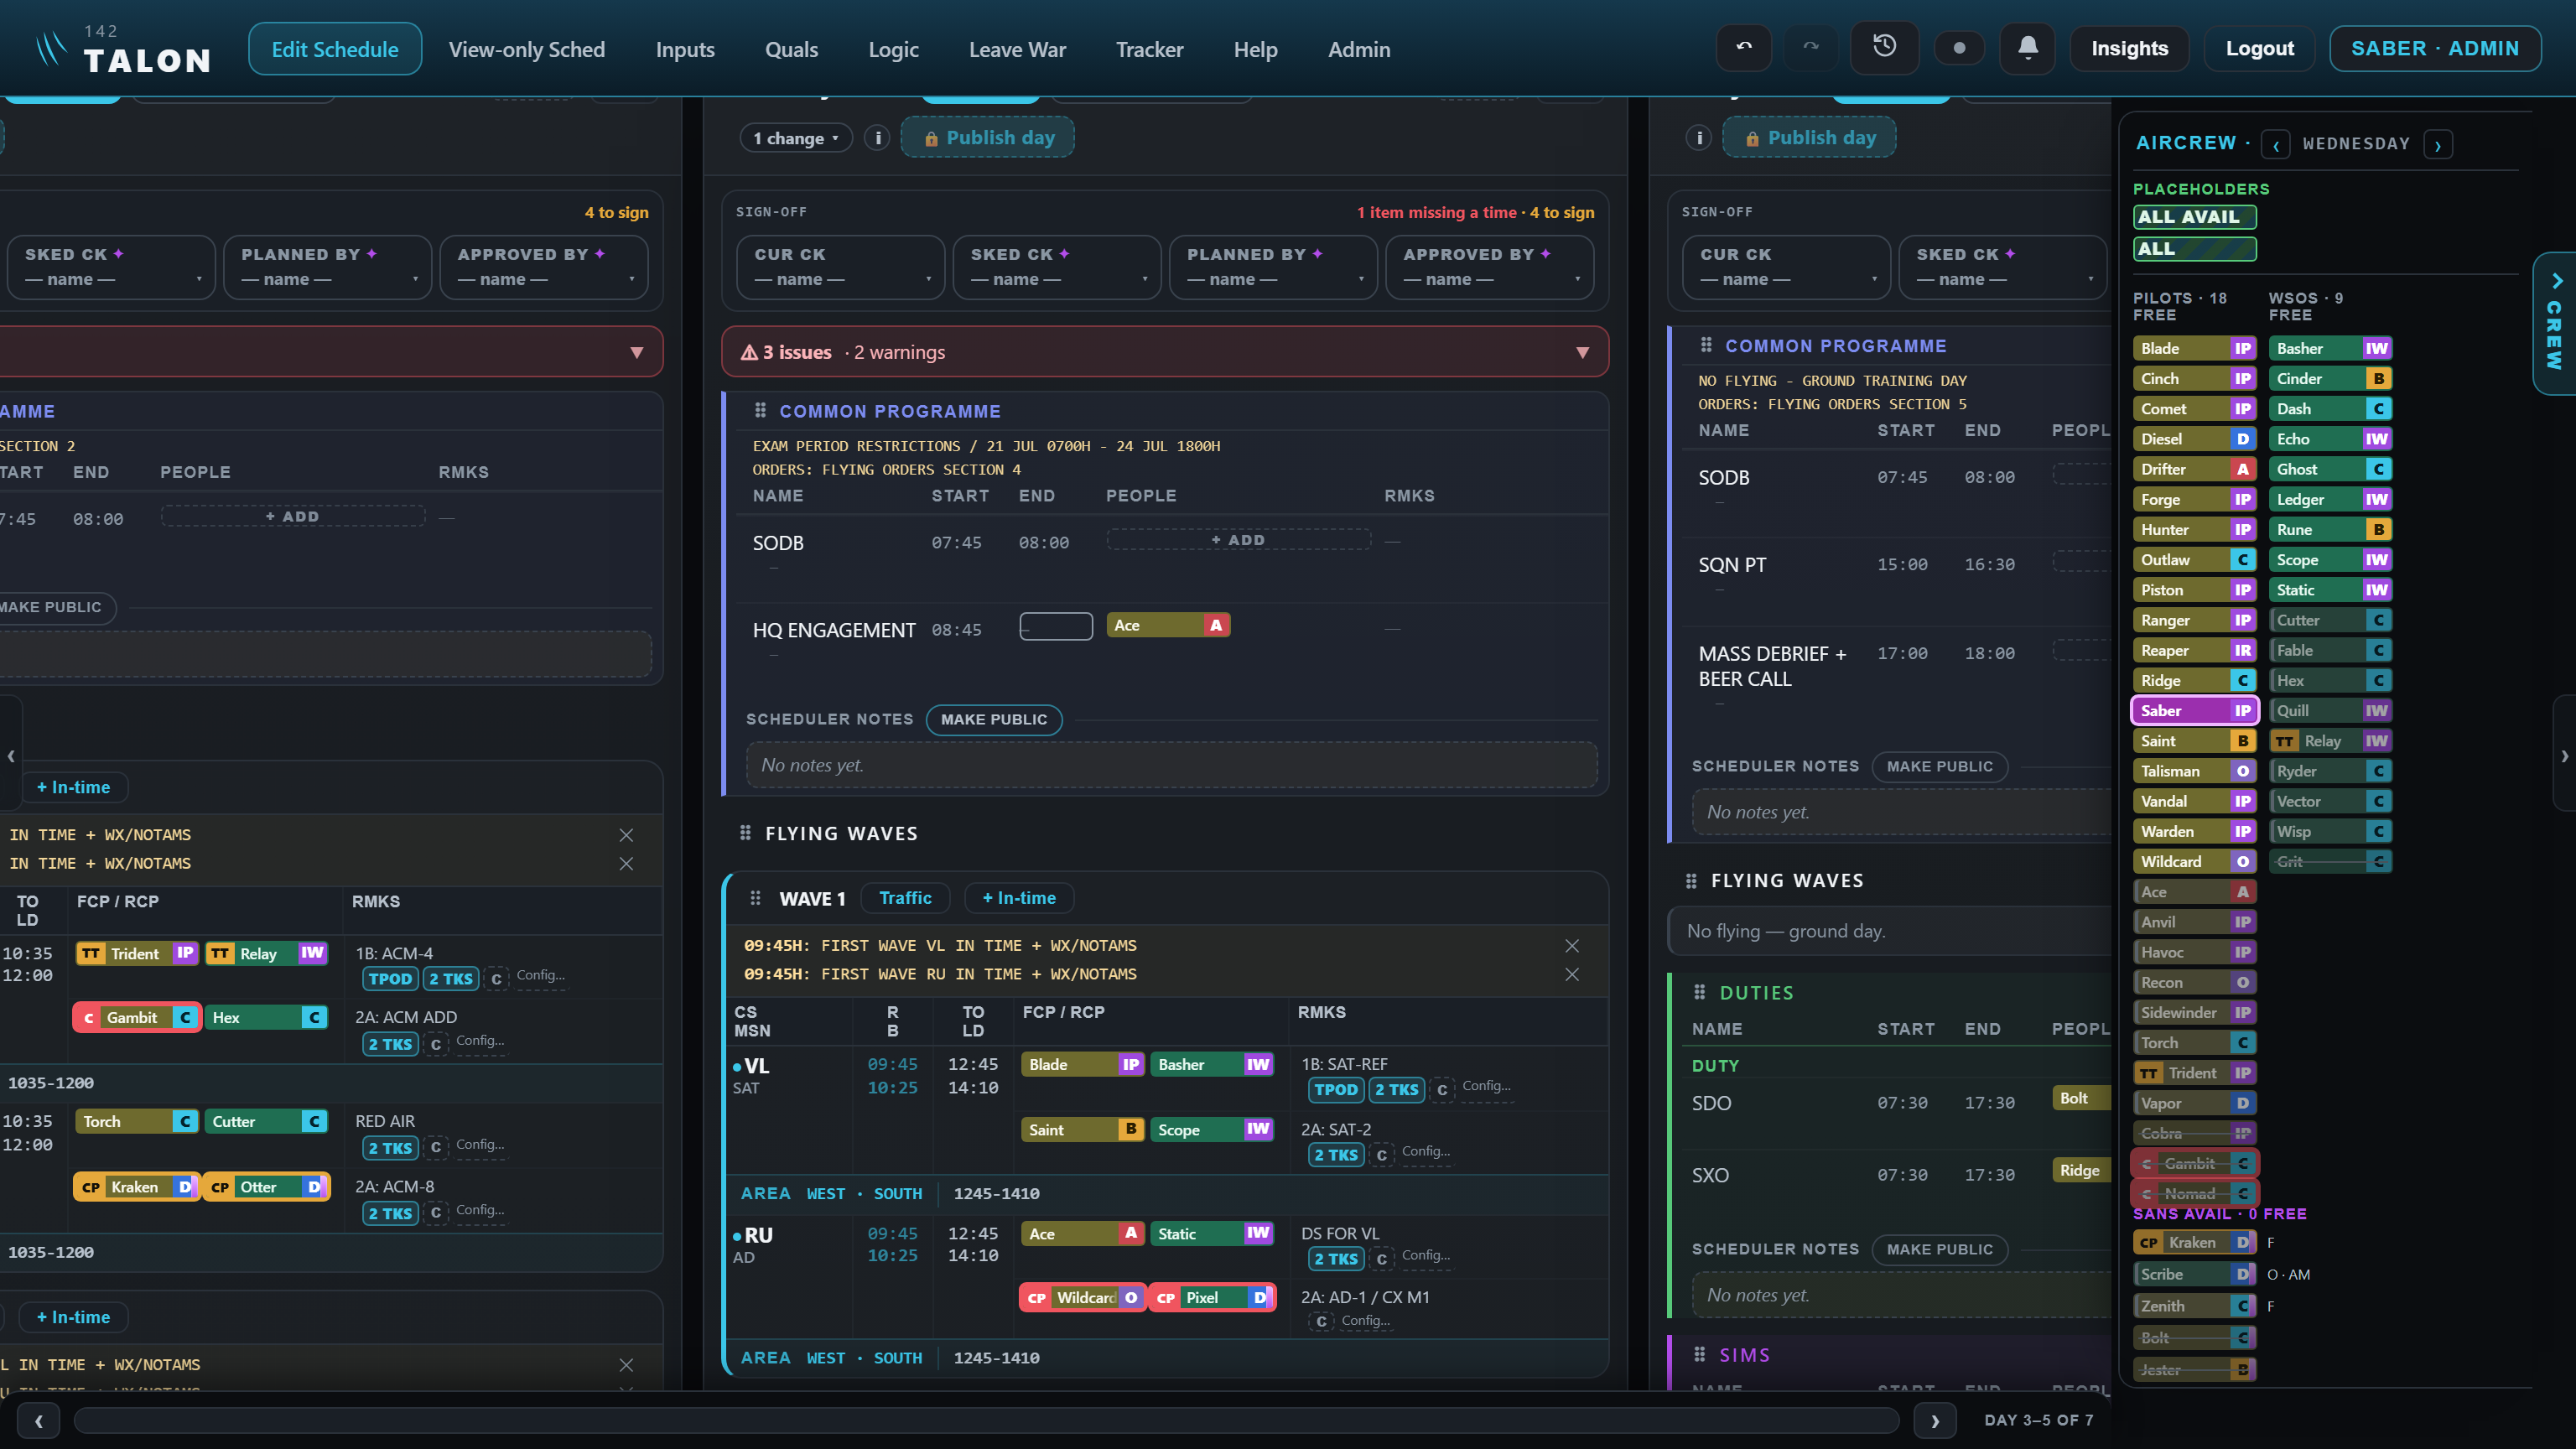 142
TALON
Edit Schedule
View-only Sched
Inputs
Quals
Logic
Leave War
Tracker
Help
Admin
Insights
Logout
SABER · ADMIN
4 to sign
SKED CK ✦
— name —
PLANNED BY ✦
— name —
APPROVED BY ✦
— name —
SECTION 2
END
PEOPLE
RMKS
08:00
+ ADD
—
MAKE PUBLIC
+ In-time
IN TIME + WX/NOTAMS
IN TIME + WX/NOTAMS
TO
LD
FCP / RCP
RMKS
10:35
12:00
TT Trident IP
TT Relay IW
1B: ACM-4
TPOD
2 TKS
C
Config...
C Gambit C
Hex C
2A: ACM ADD
2 TKS
C
Config...
1035-1200
10:35
12:00
Torch C
Cutter C
RED AIR
2 TKS
C
Config...
CP Kraken D
CP Otter D
2A: ACM-8
2 TKS
C
Config...
1035-1200
+ In-time
L IN TIME + WX/NOTAMS
1 change
i
Publish day
SIGN-OFF
1 item missing a time · 4 to sign
CUR CK
— name —
SKED CK ✦
— name —
PLANNED BY ✦
— name —
APPROVED BY ✦
— name —
3 issues · 2 warnings
COMMON PROGRAMME
EXAM PERIOD RESTRICTIONS / 21 JUL 0700H - 24 JUL 1800H
ORDERS: FLYING ORDERS SECTION 4
NAME
START
END
PEOPLE
RMKS
SODB
07:45
08:00
+ ADD
—
—
HQ ENGAGEMENT
08:45
—
Ace A
—
—
SCHEDULER NOTES
MAKE PUBLIC
No notes yet.
FLYING WAVES
WAVE 1
Traffic
+ In-time
09:45H: FIRST WAVE VL IN TIME + WX/NOTAMS
09:45H: FIRST WAVE RU IN TIME + WX/NOTAMS
CS
MSN
R
B
TO
LD
FCP / RCP
RMKS
VL
SAT
09:45
10:25
12:45
14:10
Blade IP
Basher IW
1B: SAT-REF
TPOD
2 TKS
C
Config...
Saint B
Scope IW
2A: SAT-2
2 TKS
C
Config...
AREA WEST · SOUTH
1245-1410
RU
AD
09:45
10:25
12:45
14:10
Ace A
Static IW
DS FOR VL
2 TKS
C
Config...
CP Wildcard O
CP Pixel D
2A: AD-1 / CX M1
C
Config...
AREA WEST · SOUTH
1245-1410
i
Publish day
SIGN-OFF
CUR CK
— name —
SKED CK ✦
— name —
COMMON PROGRAMME
NO FLYING - GROUND TRAINING DAY
ORDERS: FLYING ORDERS SECTION 5
NAME
START
END
PEOPL
SODB
07:45
08:00
—
SQN PT
15:00
16:30
—
MASS DEBRIEF +
BEER CALL
17:00
18:00
—
SCHEDULER NOTES
MAKE PUBLIC
No notes yet.
FLYING WAVES
No flying — ground day.
DUTIES
NAME
START
END
PEOPL
DUTY
SDO
07:30
17:30
Bolt
SXO
07:30
17:30
Ridge
SCHEDULER NOTES
MAKE PUBLIC
No notes yet.
SIMS
NAME
START
END
PEOPL
AIRCREW ·
WEDNESDAY
PLACEHOLDERS
ALL AVAIL
ALL
PILOTS · 18
FREE
WSOS · 9
FREE
Blade IP
Basher IW
Cinch IP
Cinder B
Comet IP
Dash C
Diesel D
Echo IW
Drifter A
Ghost C
Forge IP
Ledger IW
Hunter IP
Rune B
Outlaw C
Scope IW
Piston IP
Static IW
Ranger IP
Cutter C
Reaper IR
Fable C
Ridge C
Hex C
Saber IP
Quill IW
Saint B
TT Relay IW
Talisman O
Ryder C
Vandal IP
Vector C
Warden IP
Wisp C
Wildcard O
Grit C
Ace A
Anvil IP
Havoc IP
Recon O
Sidewinder IP
Torch C
TT Trident IP
Vapor D
Cobra IP
C Gambit C
C Nomad C
SANS AVAIL · 0 FREE
CP Kraken D F
Scribe D O · AM
Zenith C F
Bolt C
Jester B
CREW
DAY 3–5 OF 7